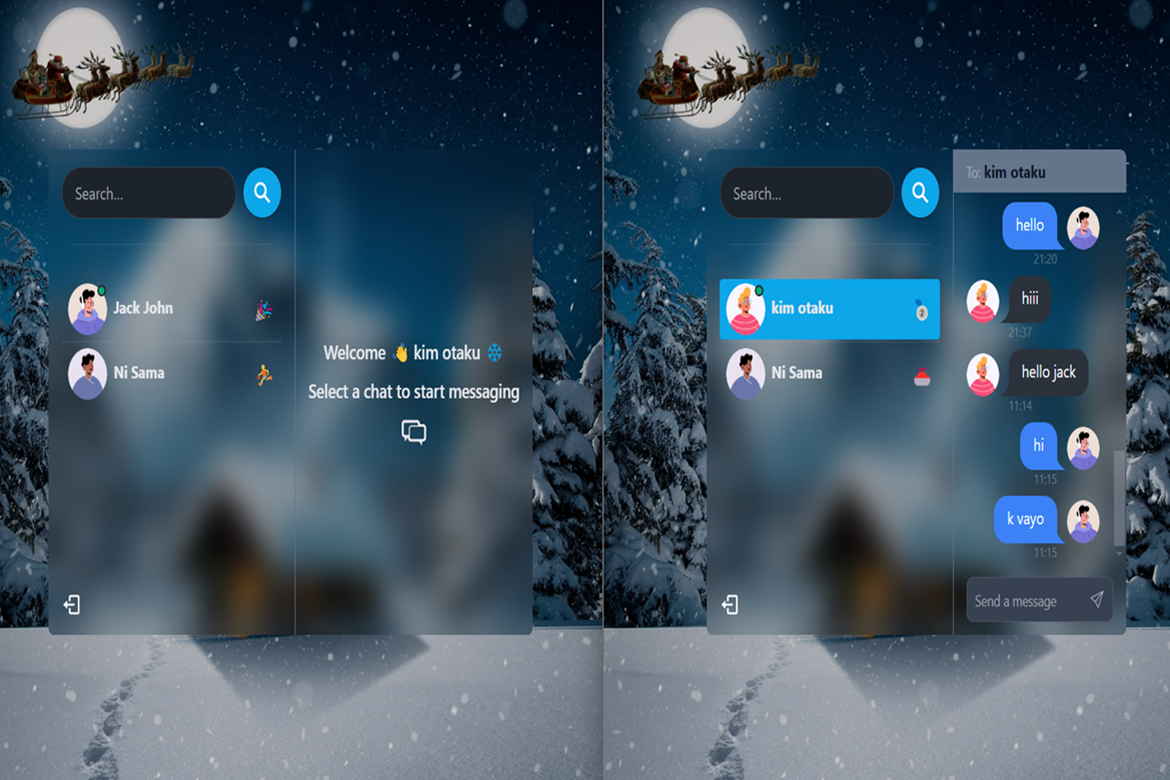 Search...
Jack John
Ni Sama
Welcome 👋 kim otaku ❄
Select a chat to start messaging
Search...
kim otaku
Ni Sama
To: kim otaku
hello
21:20
hiii
21:37
hello jack
11:14
hi
11:15
k vayo
11:15
Send a message